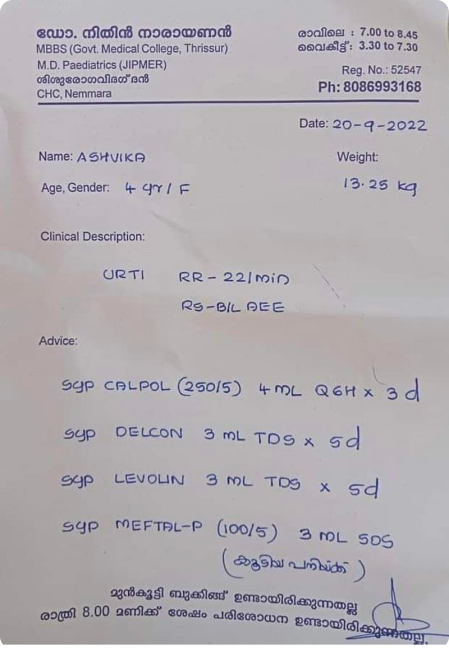 ഡോ. നിതിൻ നാരായണൻ
MBBS (Govt. Medical College, Thrissur)
M.D. Paediatrics (JIPMER)
ശിശുരോഗവിദഗ്ദൻ
CHC, Nemmara
രാവിലെ : 7.00 to 8.45
വൈകീട്ട്: 3.30 to 7.30
Reg. No.: 52547
Ph: 8086993168
Date: 20-9-2022
Name: ASHVIKA
Weight:
Age, Gender: 4 yr / F
13.25 kg
Clinical Description:
URTI RR - 22/min
RS-B/L AEE
Advice:
syp CALPOL (250/5) 4 mL Q6H x 3 d
syp DELCON 3 mL TDS x 5d
syp LEVOLIN 3 mL TDS x 5d
syp MEFTAL-P (100/5) 3 mL SOS
(കൂടിയ പനിയ്ക്ക്)
മുൻകൂട്ടി ബുക്കിങ്ങ് ഉണ്ടായിരിക്കുന്നതല്ല
രാത്രി 8.00 മണിക്ക് ശേഷം പരിശോധന ഉണ്ടായിരിക്കുന്നതല്ല.